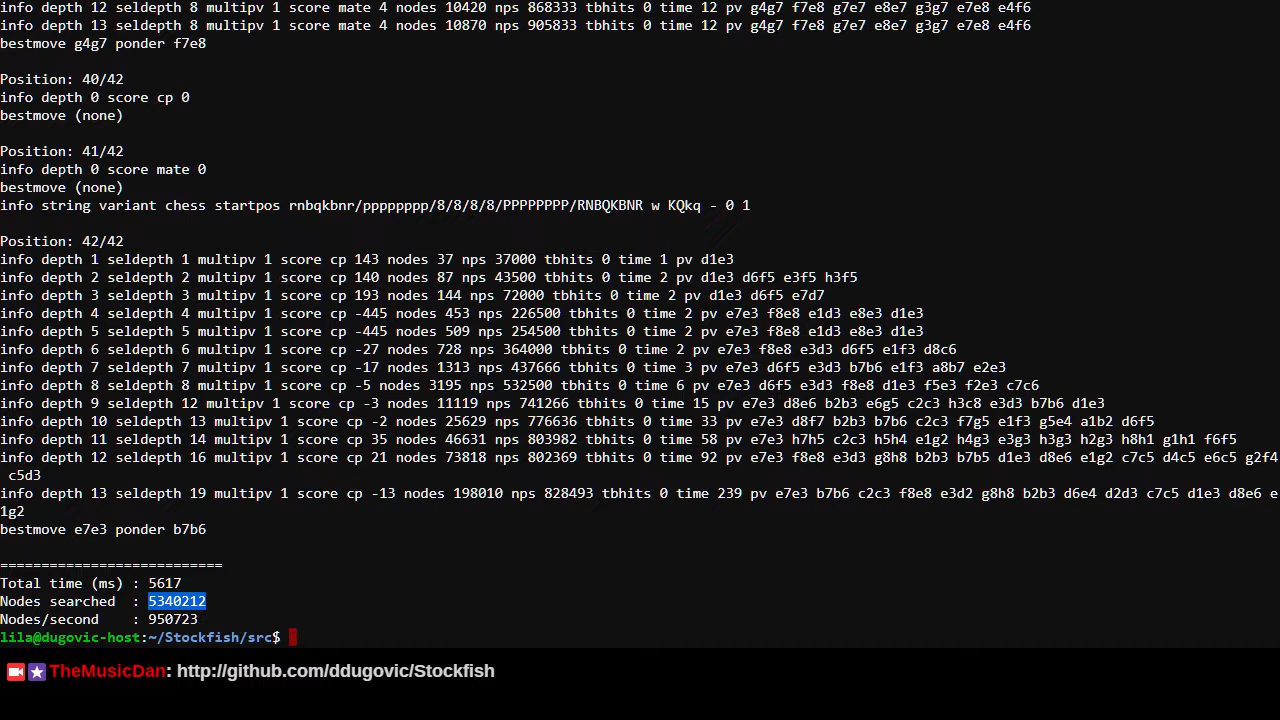 info depth 12 seldepth 8 multipv 1 score mate 4 nodes 10420 nps 868333 tbhits 0 time 12 pv g4g7 f7e8 g7e7 e8e7 g3g7 e7e8 e4f6
info depth 13 seldepth 8 multipv 1 score mate 4 nodes 10870 nps 905833 tbhits 0 time 12 pv g4g7 f7e8 g7e7 e8e7 g3g7 e7e8 e4f6
bestmove g4g7 ponder f7e8
Position: 40/42
info depth 0 score cp 0
bestmove (none)
Position: 41/42
info depth 0 score mate 0
bestmove (none)
info string variant chess startpos rnbqkbnr/pppppppp/8/8/8/8/PPPPPPPP/RNBQKBNR w KQkq - 0 1
Position: 42/42
info depth 1 seldepth 1 multipv 1 score cp 143 nodes 37 nps 37000 tbhits 0 time 1 pv d1e3
info depth 2 seldepth 2 multipv 1 score cp 140 nodes 87 nps 43500 tbhits 0 time 2 pv d1e3 d6f5 e3f5 h3f5
info depth 3 seldepth 3 multipv 1 score cp 193 nodes 144 nps 72000 tbhits 0 time 2 pv d1e3 d6f5 e7d7
info depth 4 seldepth 4 multipv 1 score cp -445 nodes 453 nps 226500 tbhits 0 time 2 pv e7e3 f8e8 e1d3 e8e3 d1e3
info depth 5 seldepth 5 multipv 1 score cp -445 nodes 509 nps 254500 tbhits 0 time 2 pv e7e3 f8e8 e1d3 e8e3 d1e3
info depth 6 seldepth 6 multipv 1 score cp -27 nodes 728 nps 364000 tbhits 0 time 2 pv e7e3 f8e8 e3d3 d6f5 e1f3 d8c6
info depth 7 seldepth 7 multipv 1 score cp -17 nodes 1313 nps 437666 tbhits 0 time 3 pv e7e3 d6f5 e3d3 b7b6 e1f3 a8b7 e2e3
info depth 8 seldepth 8 multipv 1 score cp -5 nodes 3195 nps 532500 tbhits 0 time 6 pv e7e3 d6f5 e3d3 f8e8 d1e3 f5e3 f2e3 c7c6
info depth 9 seldepth 12 multipv 1 score cp -3 nodes 11119 nps 741266 tbhits 0 time 15 pv e7e3 d8e6 b2b3 e6g5 c2c3 h3c8 e3d3 b7b6 d1e3
info depth 10 seldepth 13 multipv 1 score cp -2 nodes 25629 nps 776636 tbhits 0 time 33 pv e7e3 d8f7 b2b3 b7b6 c2c3 f7g5 e1f3 g5e4 a1b2 d6f5
info depth 11 seldepth 14 multipv 1 score cp 35 nodes 46631 nps 803982 tbhits 0 time 58 pv e7e3 h7h5 c2c3 h5h4 e1g2 h4g3 e3g3 h3g3 h2g3 h8h1 g1h1 f6f5
info depth 12 seldepth 16 multipv 1 score cp 21 nodes 73818 nps 802369 tbhits 0 time 92 pv e7e3 f8e8 e3d3 g8h8 b2b3 b7b5 d1e3 d8e6 e1g2 c7c5 d4c5 e6c5 g2f4
c5d3
info depth 13 seldepth 19 multipv 1 score cp -13 nodes 198010 nps 828493 tbhits 0 time 239 pv e7e3 b7b6 c2c3 f8e8 e3d2 g8h8 b2b3 d6e4 d2d3 c7c5 d1e3 d8e6 e
1g2
bestmove e7e3 ponder b7b6
===========================
Total time (ms) : 5617
Nodes searched  : 5340212
Nodes/second    : 950723
lila@dugovic-host:~/Stockfish/src$
TheMusicDan: http://github.com/ddugovic/Stockfish